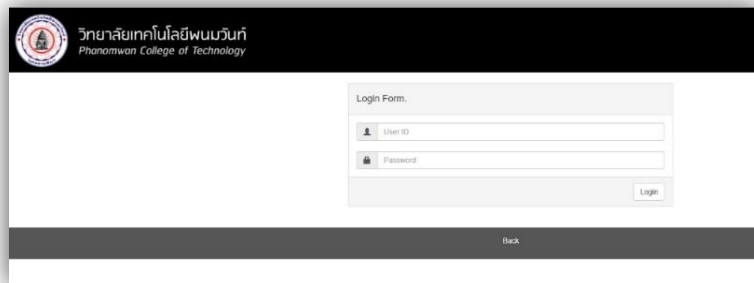 วิทยาลัยเทคโนโลยีพนมวันท์
Phanomwan College of Technology
Login Form.
User ID
Password
Login
Back